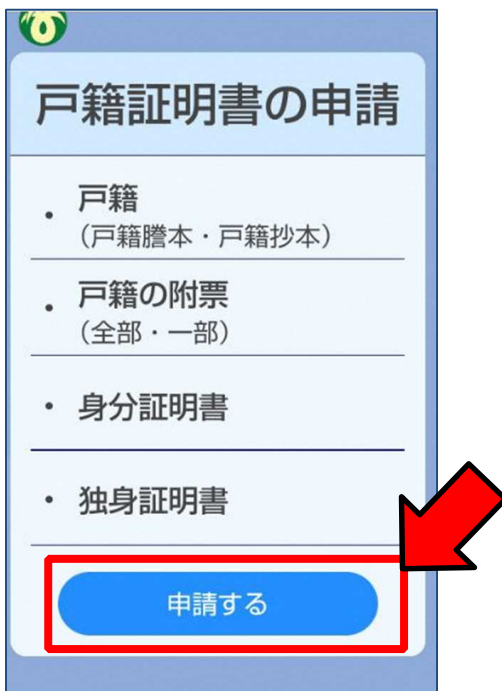 戸籍証明書の申請
・ 戸籍
（戸籍謄本・戸籍抄本）
・ 戸籍の附票
（全部・一部）
・ 身分証明書
・ 独身証明書
申請する